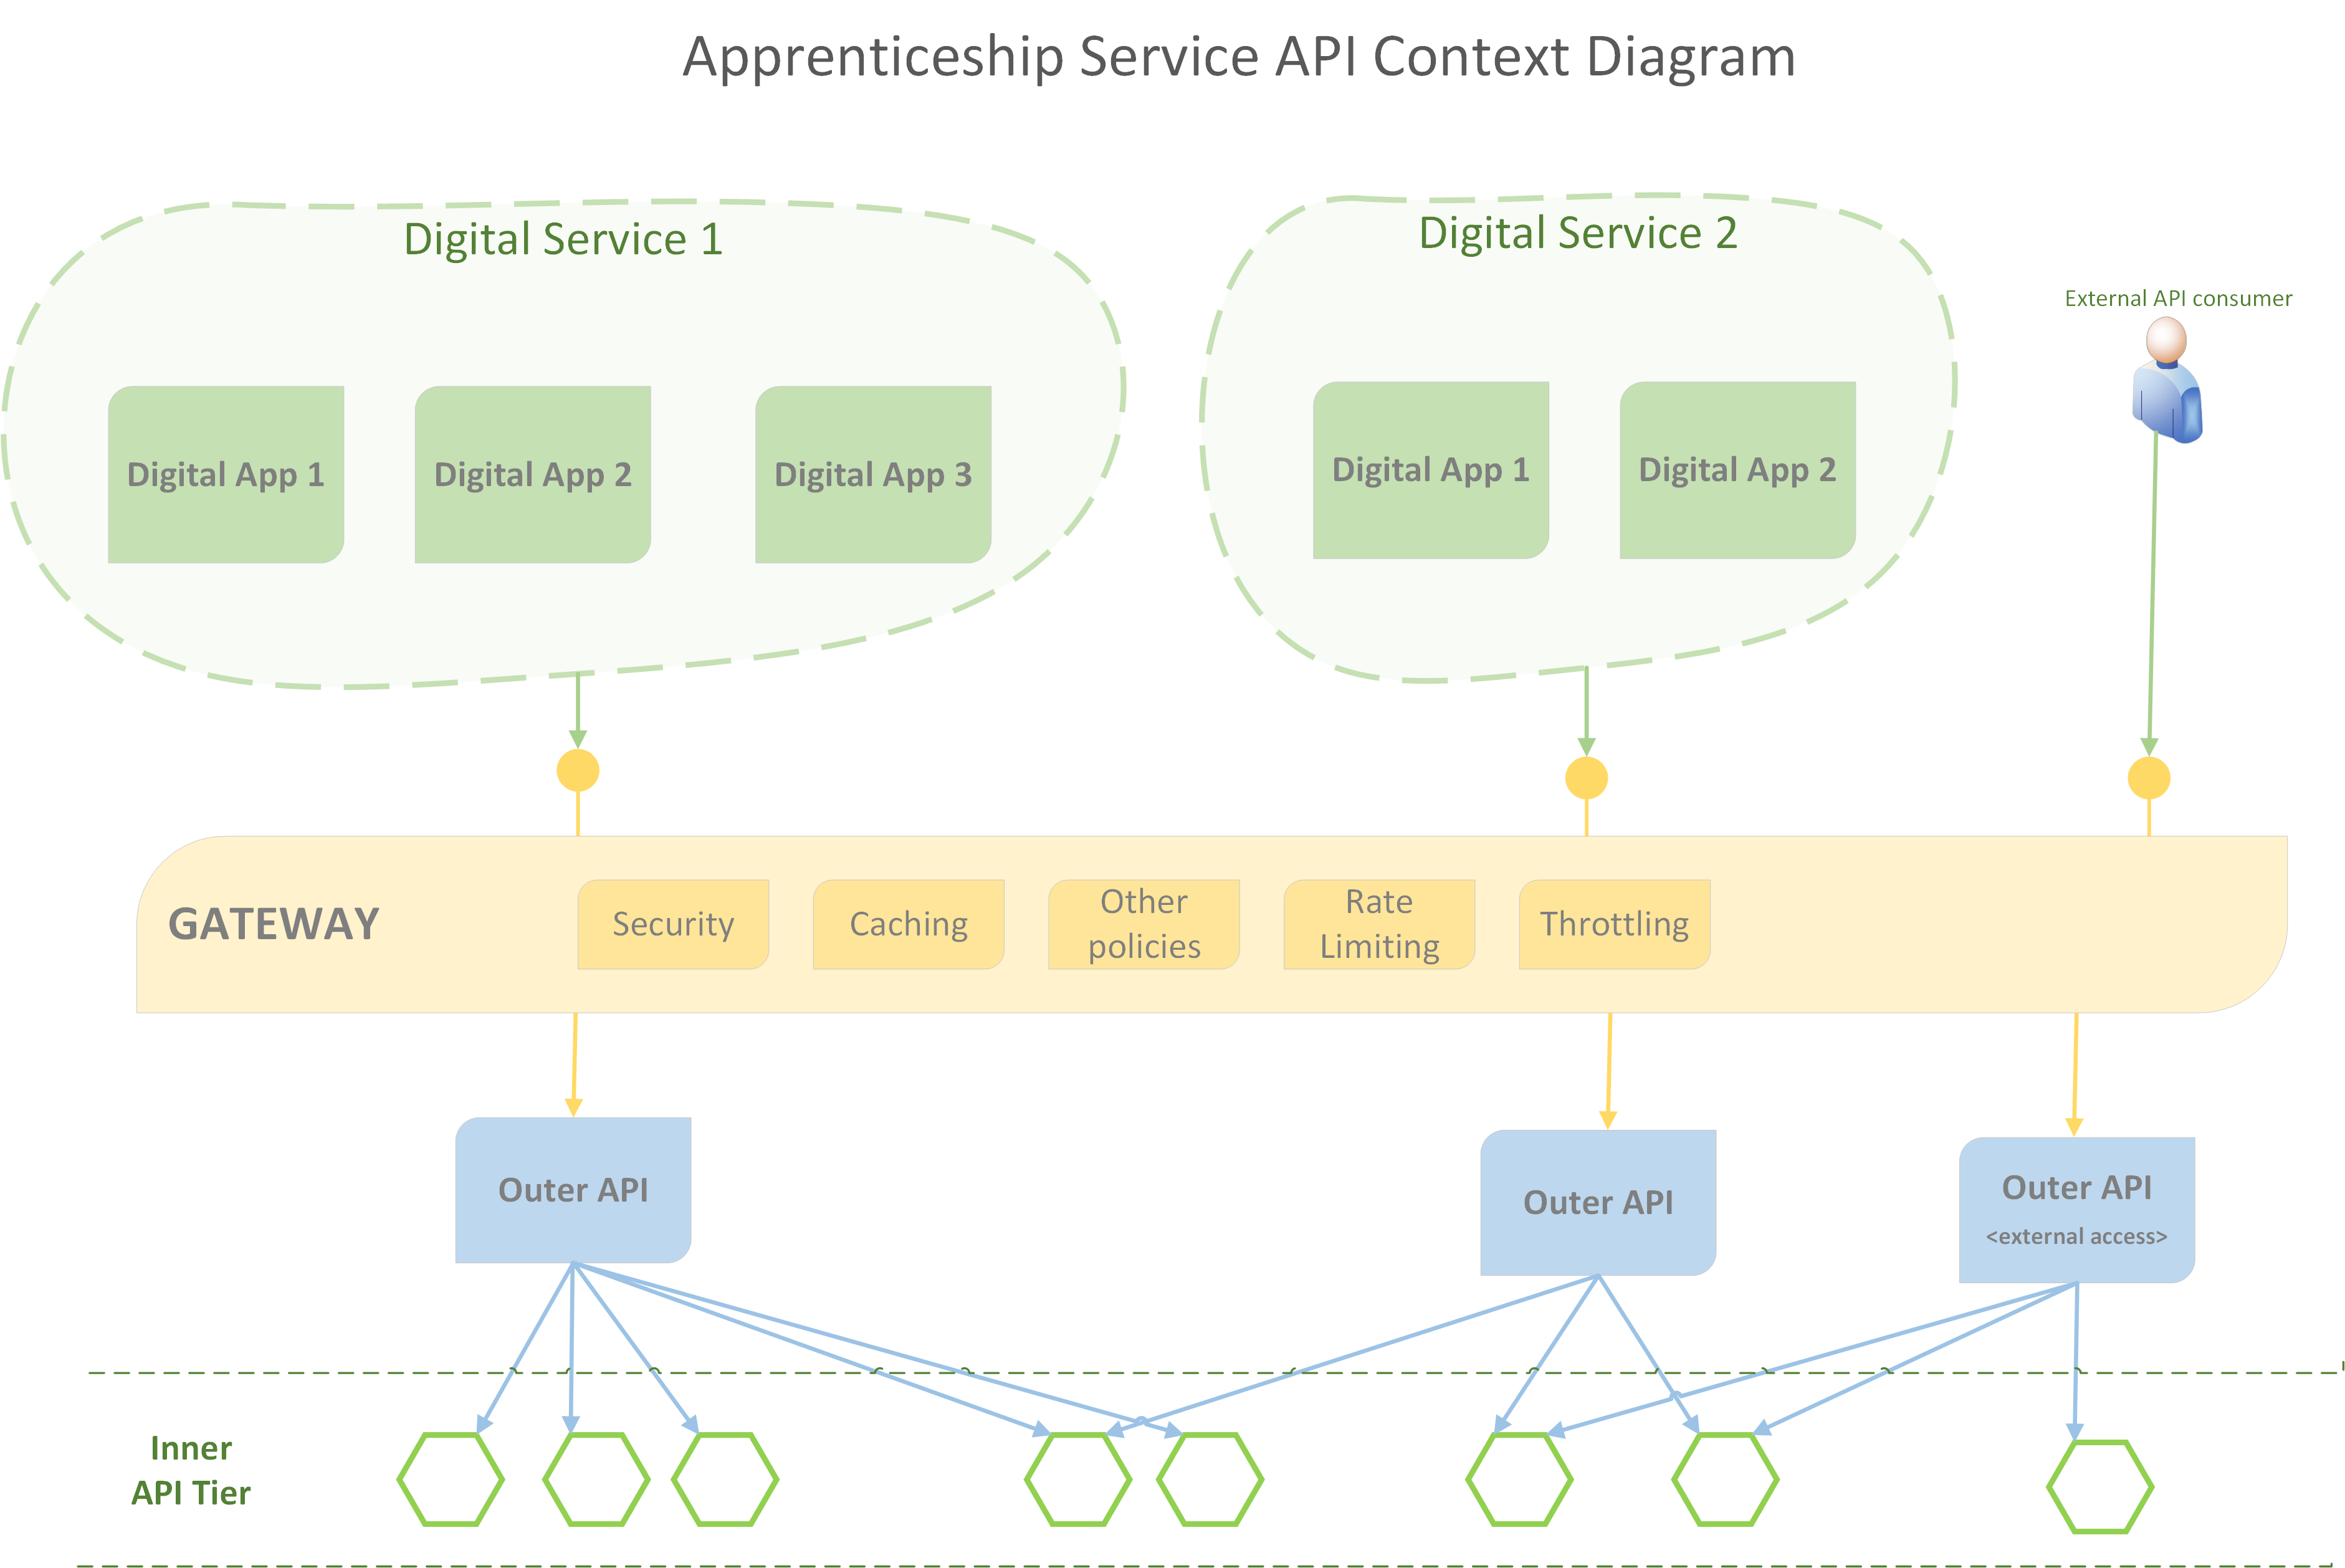 Apprenticeship Service API Context Diagram
Digital Service 1
Digital Service 2
External API consumer
Digital App 1
Digital App 2
Digital App 3
Digital App 1
Digital App 2
GATEWAY
Security
Caching
Other
policies
Rate
Limiting
Throttling
Outer API
Outer API
Outer API
<external access>
Inner
API Tier